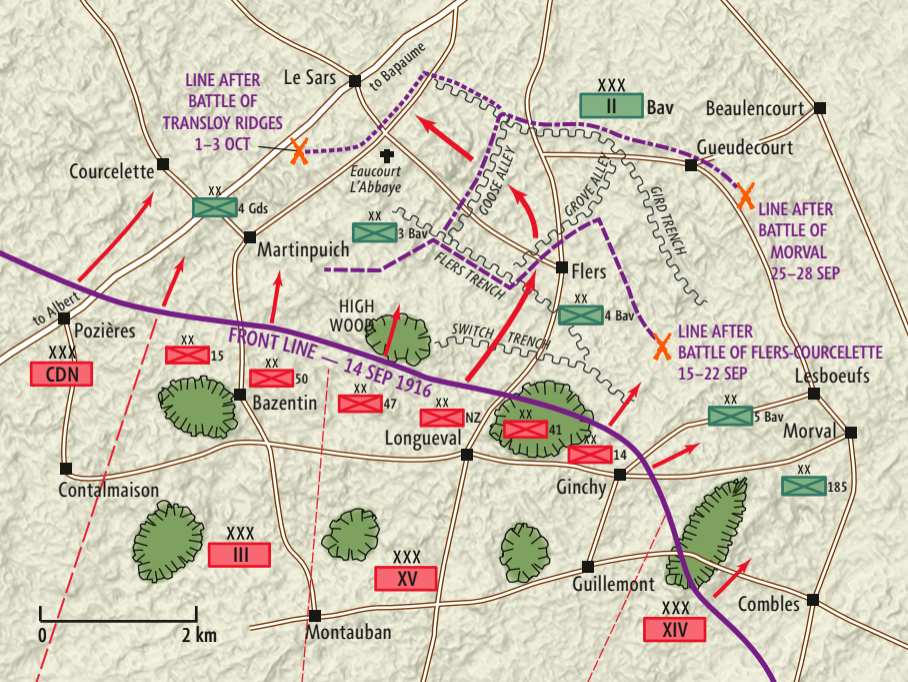 Le Sars
to Bapaume
LINE AFTER
BATTLE OF
TRANSLOY RIDGES
1–3 OCT
XXX
II
Bav
Beaulencourt
Gueudecourt
Courcelette
Eaucourt
L'Abbaye
GOOSE ALLEY
GROVE ALLEY
GIRD TRENCH
XX
4 Gds
XX
3 Bav
LINE AFTER
BATTLE OF
MORVAL
25–28 SEP
Martinpuich
FLERS TRENCH
Flers
to Albert
Pozières
HIGH
WOOD
XX
4 Bav
SWITCH TRENCH
FRONT LINE – 14 SEP 1916
LINE AFTER
BATTLE OF FLERS-COURCELETTE
15–22 SEP
XXX
CDN
XX
15
XX
50
Bazentin
XX
47
XX
NZ
XX
41
XX
14
Lesboeufs
XX
5 Bav
Morval
Longueval
Ginchy
XX
185
Contalmaison
XXX
III
XXX
XV
Guillemont
XXX
XIV
Combles
0
2 km
Montauban